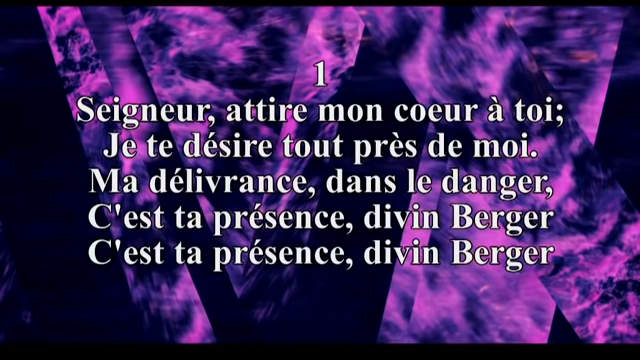 1
Seigneur, attire mon coeur à toi;
Je te désire tout près de moi.
Ma délivrance, dans le danger,
C'est ta présence, divin Berger
C'est ta présence, divin Berger